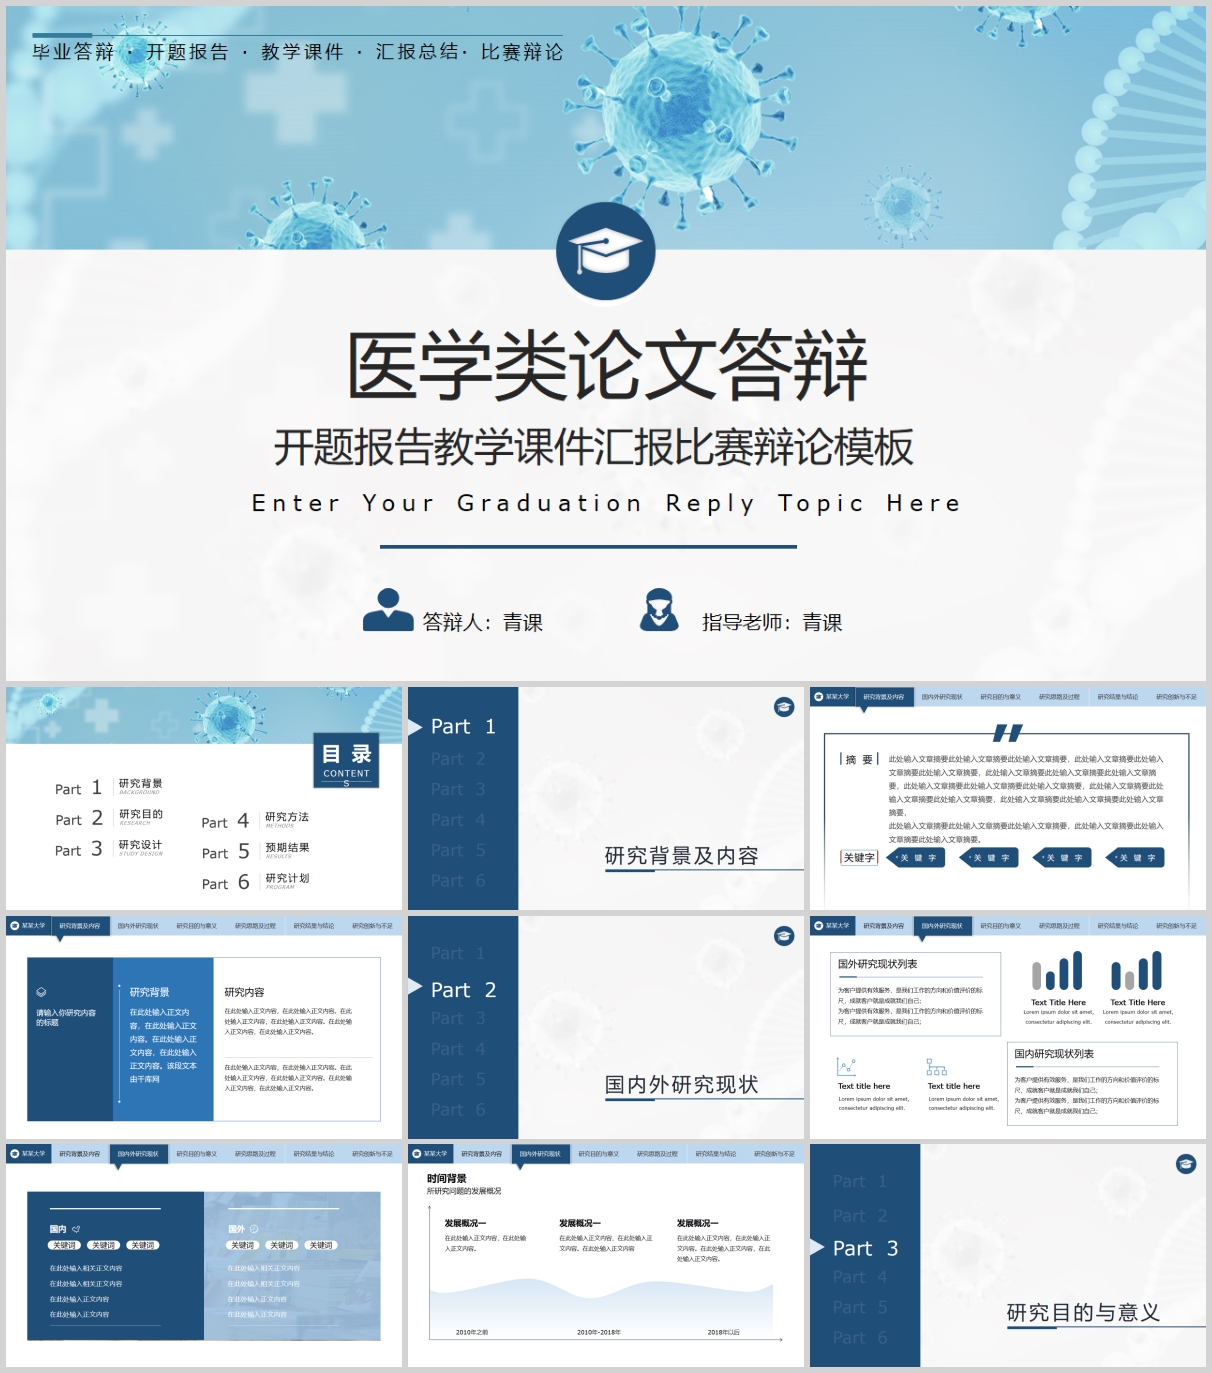 毕业答辩 · 开题报告 · 教学课件 · 汇报总结· 比赛辩论
医学类论文答辩
开题报告教学课件汇报比赛辩论模板
Enter Your Graduation Reply Topic Here
答辩人：青课
指导老师：青课
目 录
CONTENT
S
Part 1 研究背景
BACKGROUND
Part 2 研究目的
RESEARCH
Part 3 研究设计
STUDY DESIGN
Part 4 研究方法
METHODS
Part 5 预期结果
RESULTS
Part 6 研究计划
PROGRAM
Part 1
Part 2
Part 3
Part 4
Part 5
Part 6
研究背景及内容
某某大学 研究背景及内容 国内外研究现状 研究目的与意义 研究思路及过程 研究结果与结论 研究创新与不足
摘 要
此处输入文章摘要此处输入文章摘要此处输入文章摘要，此处输入文章摘要此处输入
文章摘要此处输入文章摘要，此处输入文章摘要此处输入文章摘要此处输入文章摘
要，此处输入文章摘要此处输入文章摘要此处输入文章摘要，此处输入文章摘要此处
输入文章摘要此处输入文章摘要，此处输入文章摘要此处输入文章摘要此处输入文章
摘要，
此处输入文章摘要此处输入文章摘要此处输入文章摘要，此处输入文章摘要此处输入
文章摘要此处输入文章摘要。
关键字 关 键 字 关 键 字 关 键 字 关 键 字
某某大学 研究背景及内容 国内外研究现状 研究目的与意义 研究思路及过程 研究结果与结论 研究创新与不足
请输入你研究内容
的标题
研究背景
在此处输入正文内
容，在此处输入正文
内容。在此处输入正
文内容，在此处输入
正文内容。该段文本
由千库网
研究内容
在此处输入正文内容，在此处输入正文内容。在此
处输入正文内容，在此处输入正文内容。在此处输
入正文内容，在此处输入正文内容。
在此处输入正文内容，在此处输入正文内容。在此
处输入正文内容，在此处输入正文内容。在此处输
入正文内容，在此处输入正文内容。
Part 1
Part 2
Part 3
Part 4
Part 5
Part 6
国内外研究现状
某某大学 研究背景及内容 国内外研究现状 研究目的与意义 研究思路及过程 研究结果与结论 研究创新与不足
国外研究现状列表
为客户提供有效服务，是我们工作的方向和价值评价的标
尺，成就客户就是成就我们自己；
为客户提供有效服务，是我们工作的方向和价值评价的标
尺，成就客户就是成就我们自己；
Text Title Here
Lorem ipsum dolor sit amet,
consectetur adipiscing elit.
Text Title Here
Lorem ipsum dolor sit amet,
consectetur adipiscing elit.
Text title here
Lorem ipsum dolor sit amet,
consectetur adipiscing elit.
Text title here
Lorem ipsum dolor sit amet,
consectetur adipiscing elit.
国内研究现状列表
为客户提供有效服务，是我们工作的方向和价值评价的标
尺，成就客户就是成就我们自己；
为客户提供有效服务，是我们工作的方向和价值评价的标
尺，成就客户就是成就我们自己；
某某大学 研究背景及内容 国内外研究现状 研究目的与意义 研究思路及过程 研究结果与结论 研究创新与不足
国内
关键词 关键词 关键词
在此处输入相关正文内容
在此处输入相关正文内容
在此处输入正文内容
在此处输入正文内容
国外
关键词 关键词 关键词
在此处输入相关正文内容
在此处输入相关正文内容
在此处输入正文内容
在此处输入正文内容
某某大学 研究背景及内容 国内外研究现状 研究目的与意义 研究思路及过程 研究结果与结论 研究创新与不足
时间背景
所研究问题的发展概况
发展概况一
在此处输入正文内容，在此处输
入正文内容。
发展概况一
在此处输入正文内容，在此处输入正
文内容。在此处输入正文内容
发展概况一
在此处输入正文内容，在此处输入正
文内容。在此处输入正文内容，在此
处输入正文内容。
2010年之前
2010年-2018年
2018年以后
Part 1
Part 2
Part 3
Part 4
Part 5
Part 6
研究目的与意义